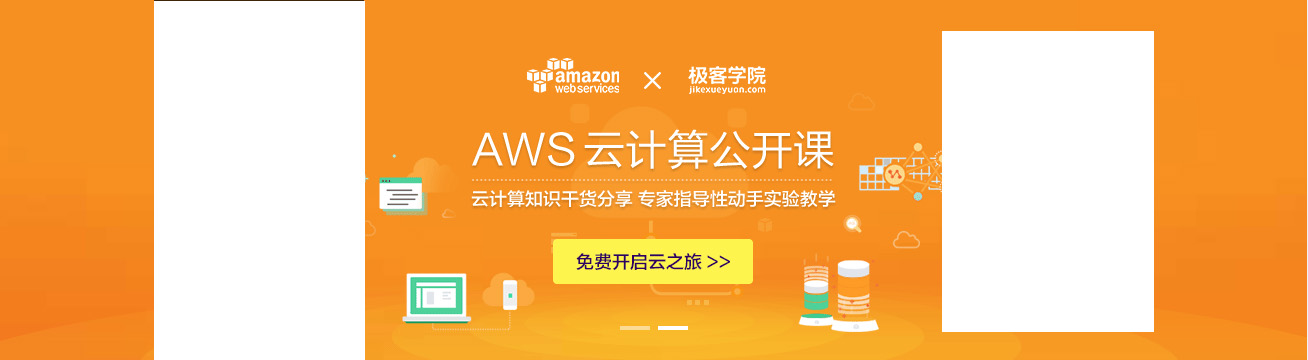 amazon
webservices
极客学院
jikexueyuan.com
AWS 云计算公开课
云计算知识干货分享 专家指导性动手实验教学
免费开启云之旅 >>